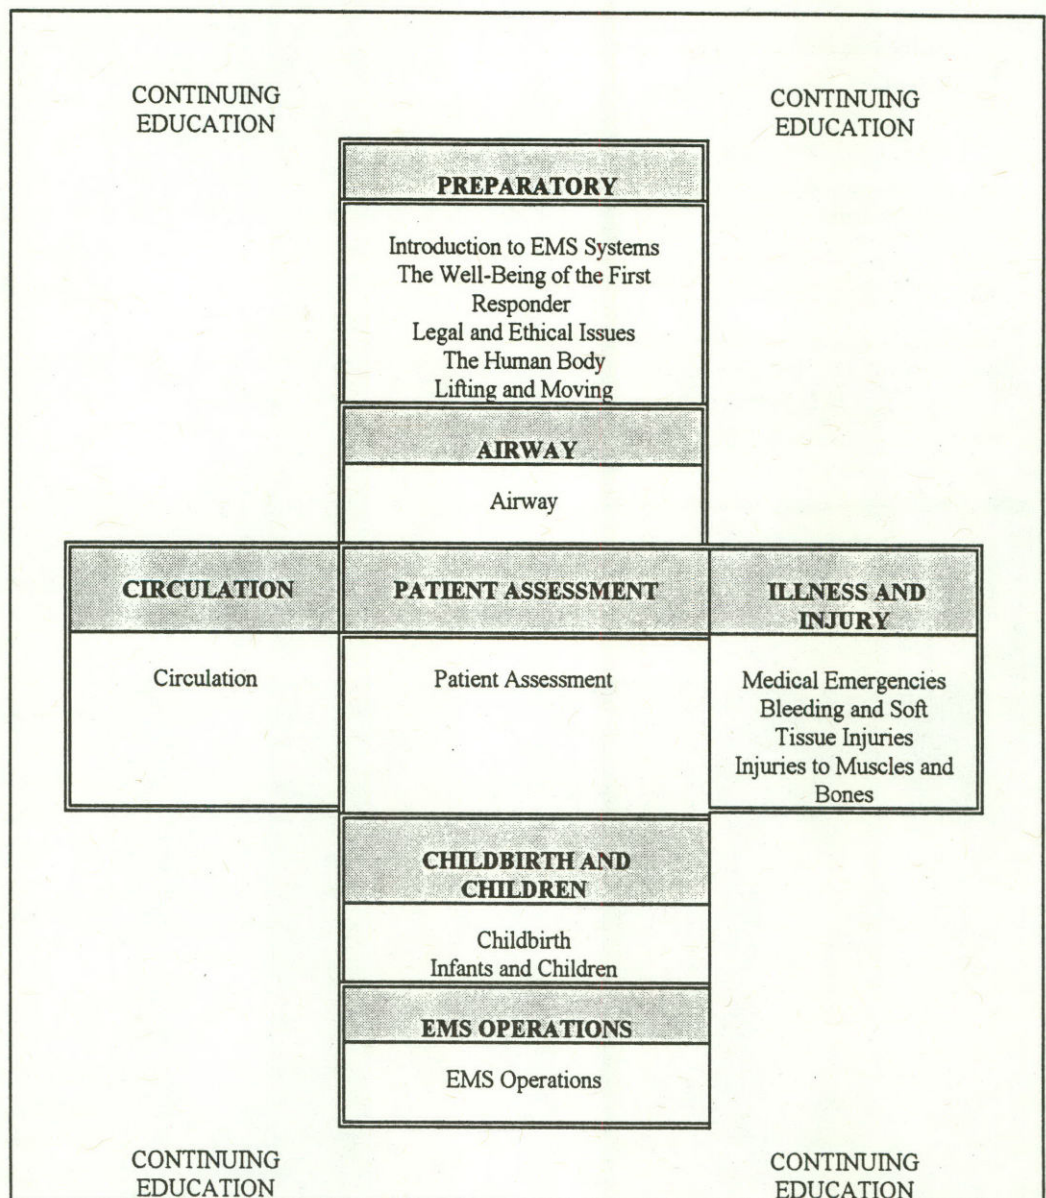 CONTINUING
EDUCATION
CONTINUING
EDUCATION
PREPARATORY
Introduction to EMS Systems
The Well-Being of the First
Responder
Legal and Ethical Issues
The Human Body
Lifting and Moving
AIRWAY
Airway
CIRCULATION
Circulation
PATIENT ASSESSMENT
Patient Assessment
ILLNESS AND
INJURY
Medical Emergencies
Bleeding and Soft
Tissue Injuries
Injuries to Muscles and
Bones
CHILDBIRTH AND
CHILDREN
Childbirth
Infants and Children
EMS OPERATIONS
EMS Operations
CONTINUING
EDUCATION
CONTINUING
EDUCATION